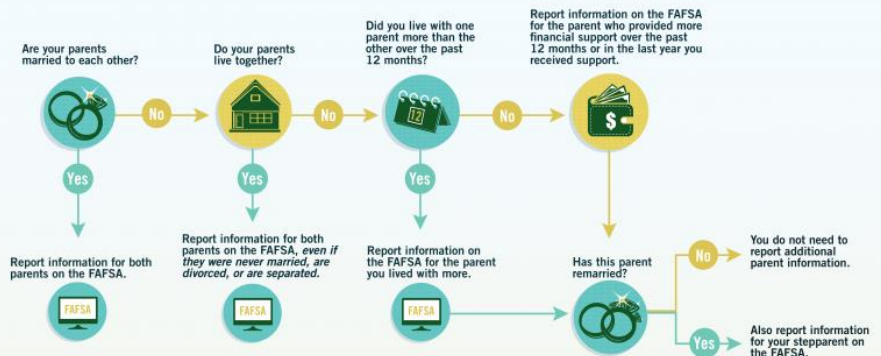 Are your parents
married to each other?
Do your parents
live together?
Did you live with one
parent more than the
other over the past
12 months?
Report information on the FAFSA
for the parent who provided more
financial support over the past
12 months or in the last year you
received support.
No
No
12
No
$
Yes
Yes
Yes
Report information for both
parents on the FAFSA.
Report information for both
parents on the FAFSA, even if
they were never married, are
divorced, or are separated.
Report information on
the FAFSA for the parent
you lived with more.
Has this parent
remarried?
No
You do not need to
report additional
parent information.
FAFSA
FAFSA
FAFSA
Yes
Also report information
for your stepparent on
the FAFSA.